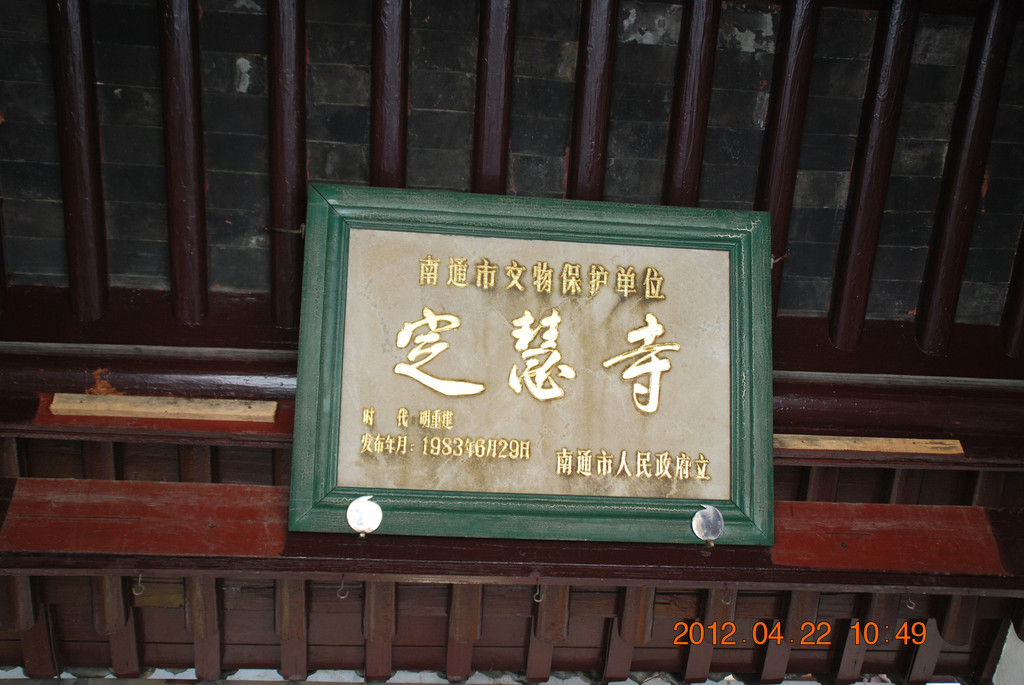 南通市文物保护单位
定慧寺
时 代：明重建
发布年月：1983年6月29日
南通市人民政府立
2012.04.22 10:49